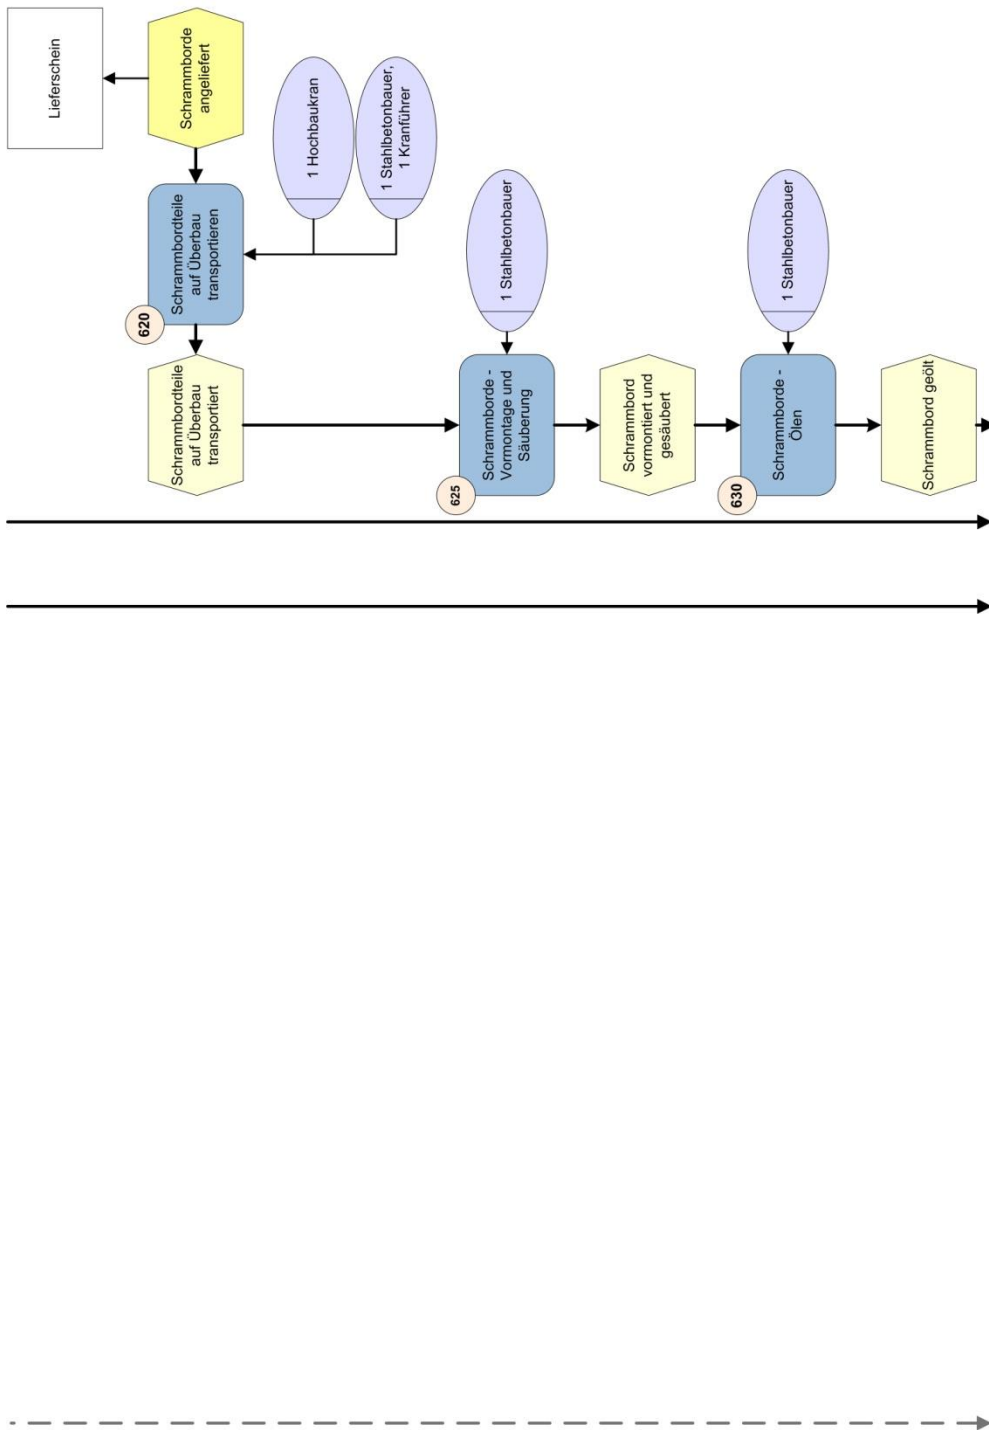 Lieferschein
Schrammborde
angeliefert
1 Hochbaukran
1 Stahlbetonbauer,
1 Kranführer
Schrammbordteile
auf Überbau
transportieren
620
Schrammbordteile
auf Überbau
transportiert
1 Stahlbetonbauer
Schrammborde -
Vormontage und
Säuberung
625
Schrammbord
vormontiert und
gesäubert
1 Stahlbetonbauer
Schrammborde -
Ölen
630
Schrammbord geölt